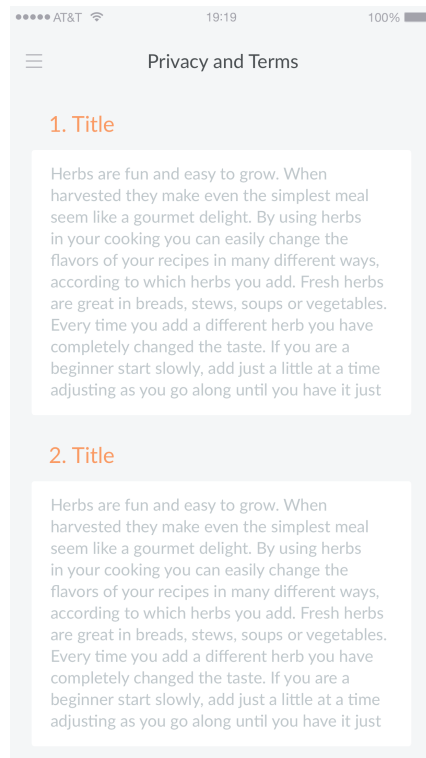 AT&T 19:19 100%
Privacy and Terms
1. Title
Herbs are fun and easy to grow. When
harvested they make even the simplest meal
seem like a gourmet delight. By using herbs
in your cooking you can easily change the
flavors of your recipes in many different ways,
according to which herbs you add. Fresh herbs
are great in breads, stews, soups or vegetables.
Every time you add a different herb you have
completely changed the taste. If you are a
beginner start slowly, add just a little at a time
adjusting as you go along until you have it just
2. Title
Herbs are fun and easy to grow. When
harvested they make even the simplest meal
seem like a gourmet delight. By using herbs
in your cooking you can easily change the
flavors of your recipes in many different ways,
according to which herbs you add. Fresh herbs
are great in breads, stews, soups or vegetables.
Every time you add a different herb you have
completely changed the taste. If you are a
beginner start slowly, add just a little at a time
adjusting as you go along until you have it just